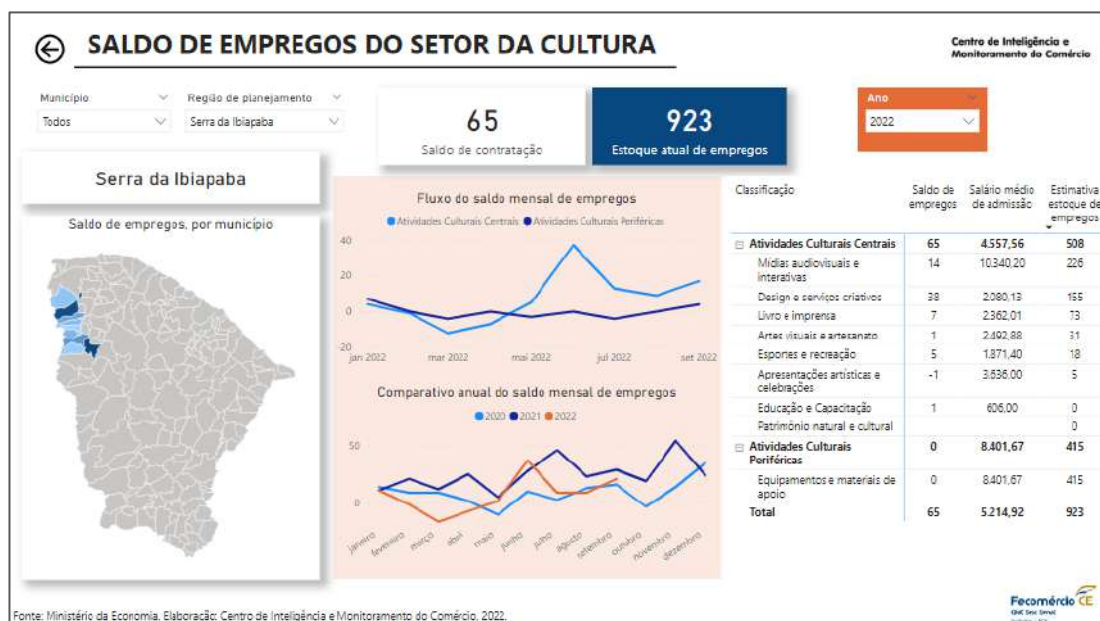 SALDO DE EMPREGOS DO SETOR DA CULTURA
Centro de Inteligência e
Monitoramento do Comércio
Município
Todos
Região de planejamento
Serra da Ibiapaba
65
Saldo de contratação
923
Estoque atual de empregos
Ano
2022
Serra da Ibiapaba
Saldo de empregos, por município
Fluxo do saldo mensal de empregos
Atividades Culturais Centrais Atividades Culturais Periféricas
40
20
0
-20
jan 2022 mar 2022 mai 2022 jul 2022 set 2022
Comparativo anual do saldo mensal de empregos
2020 2021 2022
50
0
janeiro fevereiro março abril maio junho julho agosto setembro outubro novembro dezembro
Classificação Saldo de empregos Salário médio de admissão Estimativa estoque de empregos
Atividades Culturais Centrais 65 4.557,56 508
Mídias audiovisuais e
interativas 14 10.340,20 226
Design e serviços criativos 38 2.080,13 155
Livro e imprensa 7 2.362,01 73
Artes visuais e artesanato 1 2.492,88 31
Esportes e recreação 5 1.871,40 18
Apresentações artísticas e
celebrações -1 3.636,00 5
Educação e Capacitação 1 606,00 0
Patrimônio natural e cultural 0
Atividades Culturais
Periféricas 0 8.401,67 415
Equipamentos e materiais de
apoio 0 8.401,67 415
Total 65 5.214,92 923
Fonte: Ministério da Economia. Elaboração: Centro de Inteligência e Monitoramento do Comércio, 2022.
Fecomércio CE
CNC Sesc Senac